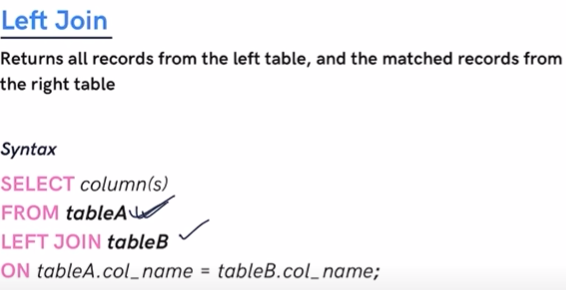 Left Join
Returns all records from the left table, and the matched records from
the right table
Syntax
SELECT column(s)
FROM tableA
LEFT JOIN tableB
ON tableA.col_name = tableB.col_name;